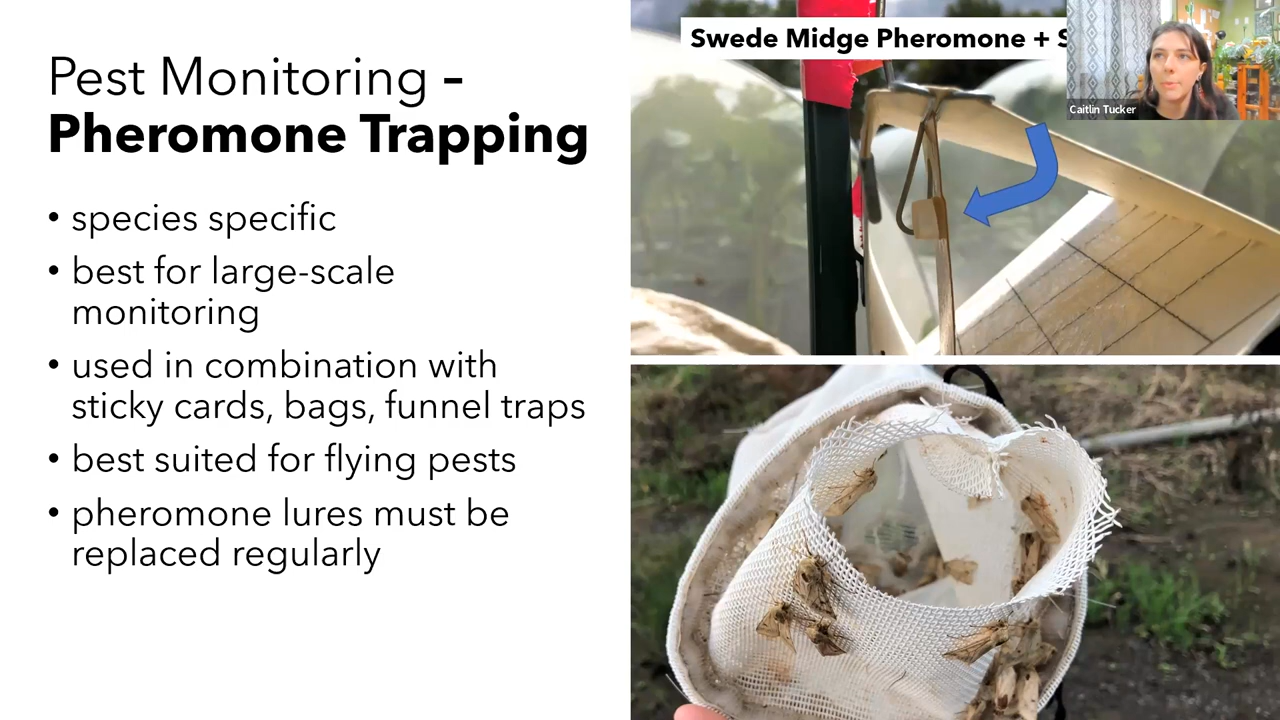 Pest Monitoring –
Pheromone Trapping
• species specific
• best for large-scale
monitoring
• used in combination with
sticky cards, bags, funnel traps
• best suited for flying pests
• pheromone lures must be
replaced regularly
Swede Midge Pheromone + S
Caitlin Tucker